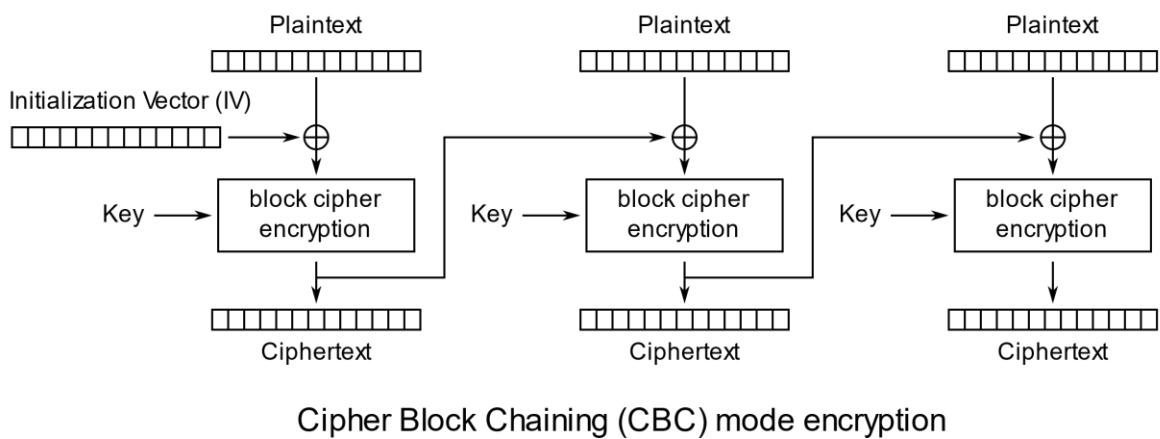 Plaintext
Plaintext
Plaintext
Initialization Vector (IV)
Key
block cipher
encryption
Key
block cipher
encryption
Key
block cipher
encryption
Ciphertext
Ciphertext
Ciphertext
Cipher Block Chaining (CBC) mode encryption